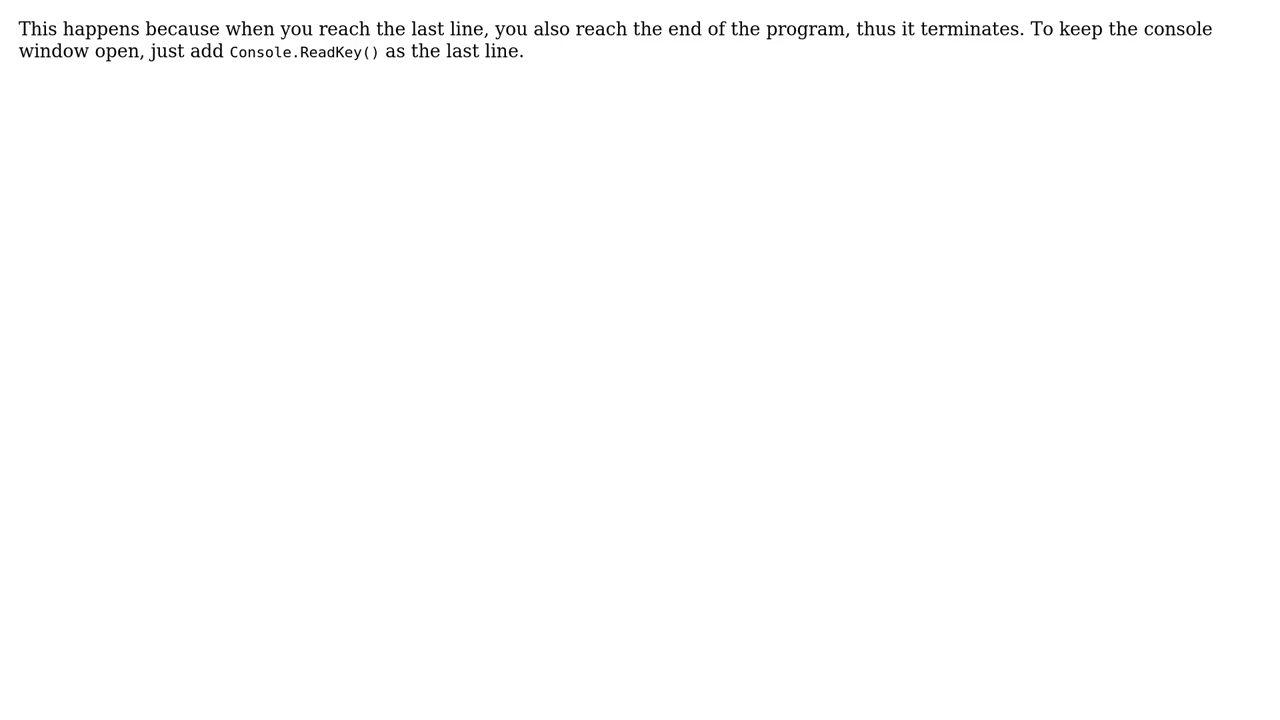 This happens because when you reach the last line, you also reach the end of the program, thus it terminates. To keep the console
window open, just add Console.ReadKey() as the last line.